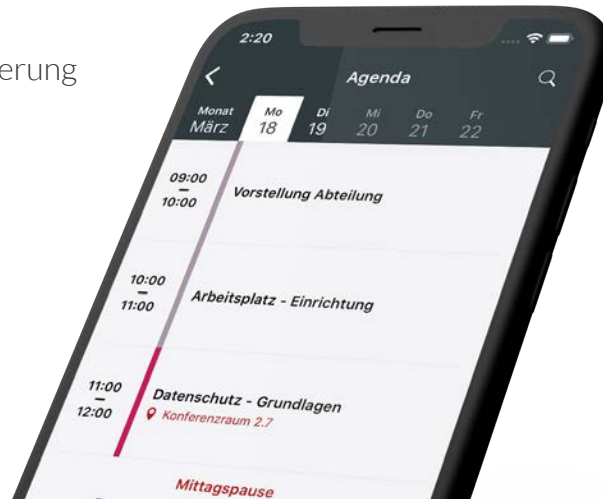 erung
2:20
Agenda
Monat Mo Di Mi Do Fr
März 18 19 20 21 22
09:00
–
10:00
Vorstellung Abteilung
10:00
–
11:00
Arbeitsplatz - Einrichtung
11:00
–
12:00
Datenschutz - Grundlagen
Konferenzraum 2.7
Mittagspause